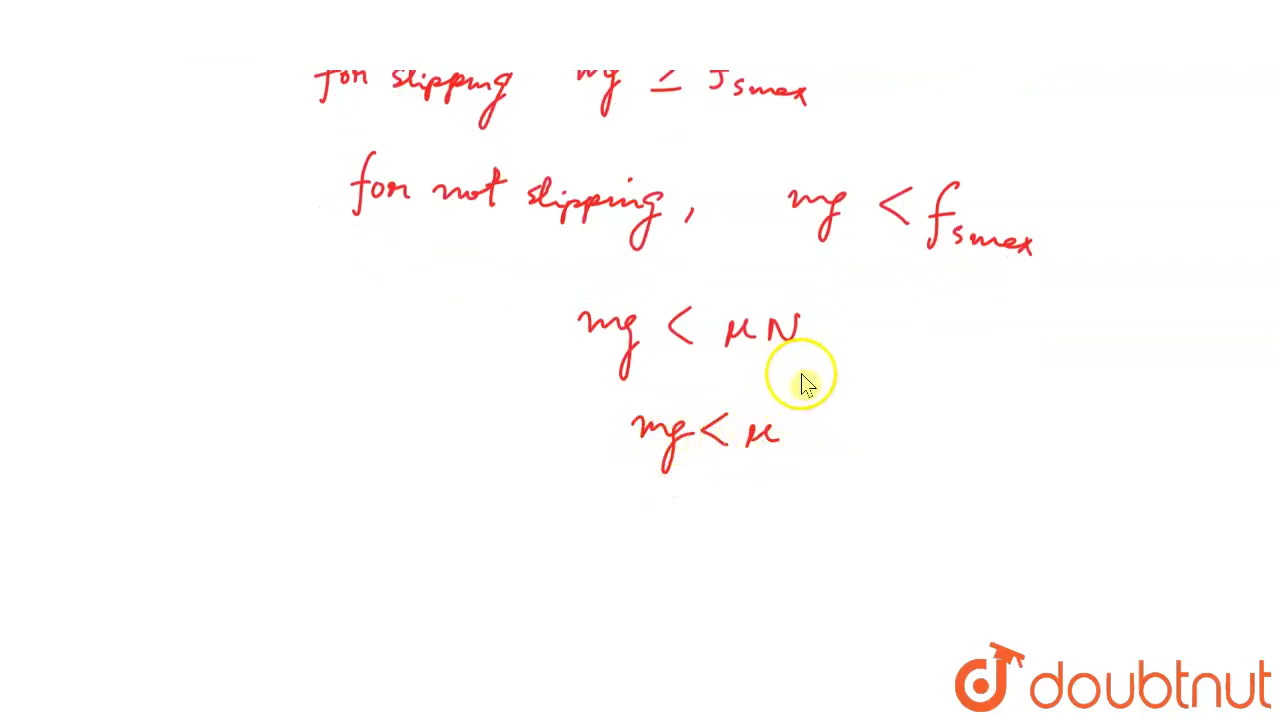 for slipping mg ≥ fsmax
for not slipping, mg < fsmax
mg < μN
mg < μ
doubtnut